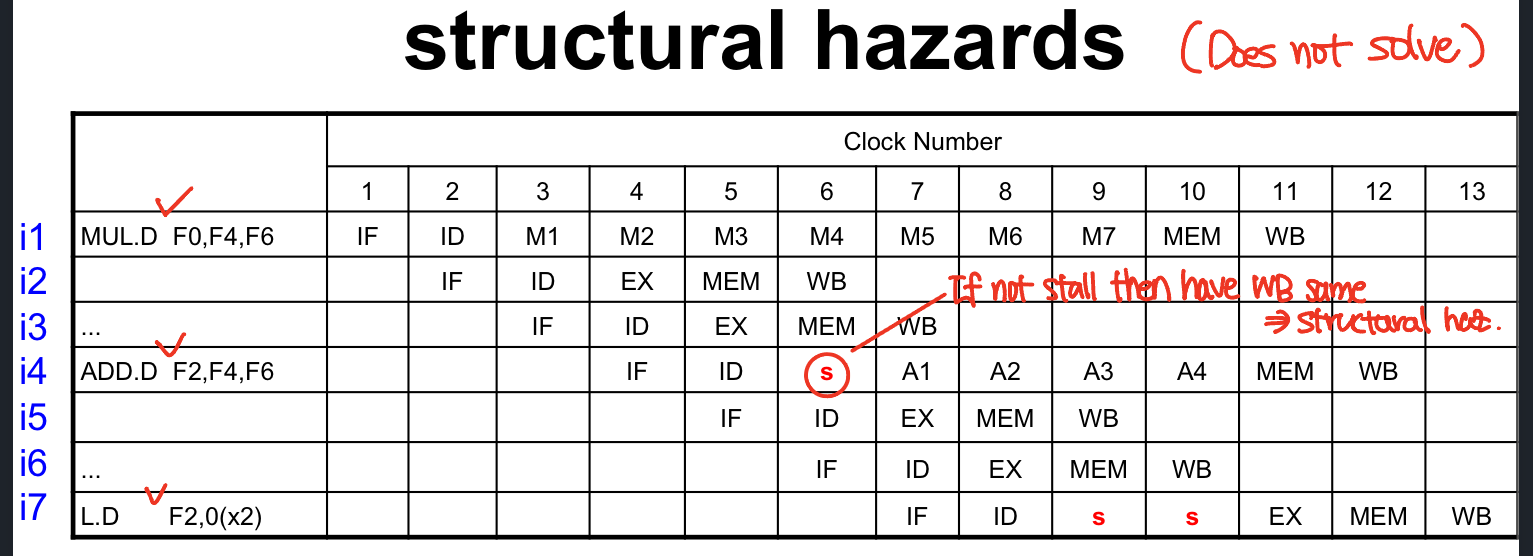 structural hazards (Does not solve)
Clock Number
1 2 3 4 5 6 7 8 9 10 11 12 13
i1 MUL.D F0,F4,F6 IF ID M1 M2 M3 M4 M5 M6 M7 MEM WB
i2 IF ID EX MEM WB
If not stall then have WB same
i3 ... IF ID EX MEM WB
⇒ structural haz.
i4 ADD.D F2,F4,F6 IF ID s A1 A2 A3 A4 MEM WB
i5 IF ID EX MEM WB
i6 ... IF ID EX MEM WB
i7 L.D F2,0(x2) IF ID s s EX MEM WB